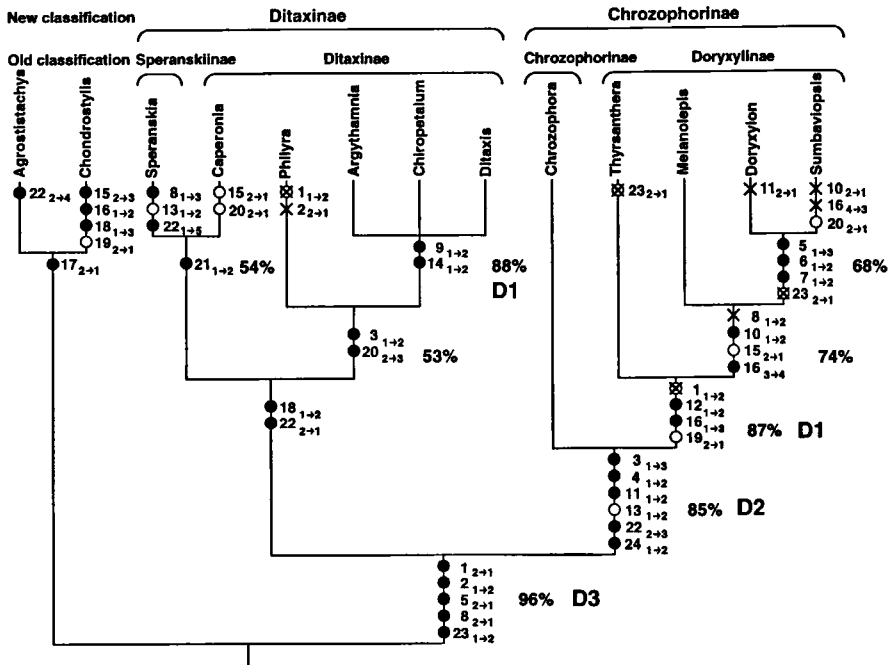 New classification Ditaxinae Chrozophorinae
Old classification Speranskiinae Ditaxinae Chrozophorinae Doryxylinae
Agrostistachys
Chondrostylis
Speranskia
Caperonia
Philyra
Argythamnia
Chiropetalum
Ditaxis
Chrozophora
Thyrsanthera
Melanolepis
Doryxylon
Sumbaviopsis
22 2→4
15 2→3
16 1→2
18 1→3
19 2→1
17 2→1
8 1→3
13 1→2
22 1→5
15 2→1
20 2→1
21 1→2 54%
1 1→2
2 2→1
9 1→2
14 1→2
88%
D1
3 1→2
20 2→3
53%
18 1→2
22 2→1
23 2→1
11 2→1
10 2→1
16 4→3
20 2→1
5 1→3
6 1→2
7 1→2
23 2→1
68%
8 1→2
10 1→2
15 2→1
16 3→4
74%
1 1→2
12 1→2
16 1→3
19 2→1
87% D1
3 1→3
4 1→2
11 1→2
13 1→2
22 2→3
24 1→2
85% D2
1 2→1
2 1→2
5 2→1
8 2→1
23 1→2
96% D3